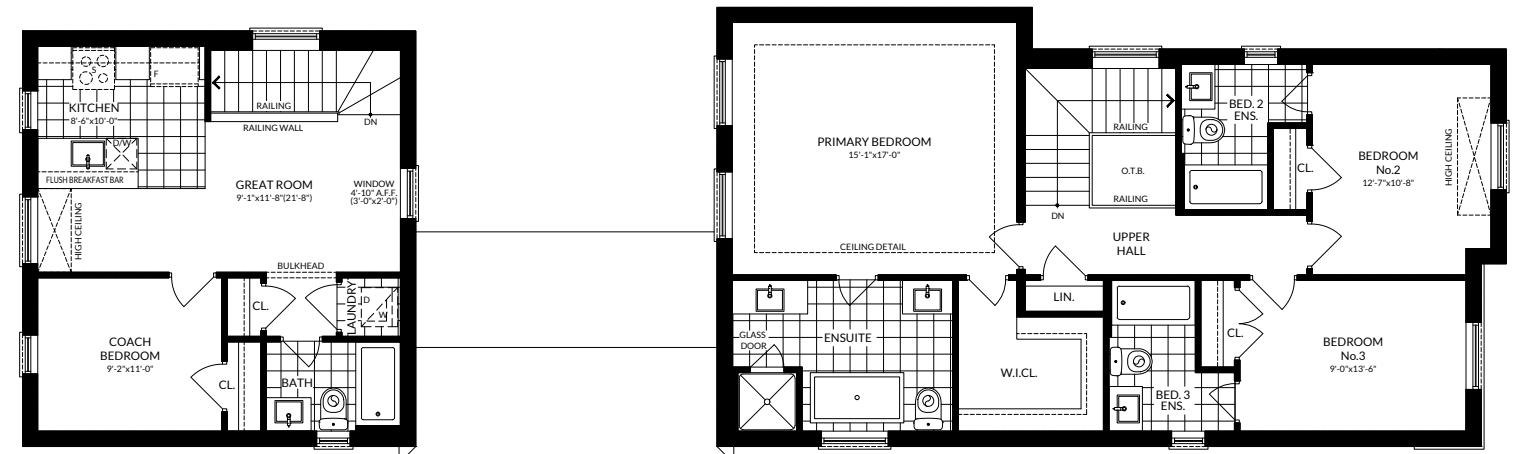 KITCHEN
8'-6"x10'-0"
S
F
D/W
FLUSH BREAKFAST BAR
HIGH CEILING
RAILING
RAILING WALL
DN
GREAT ROOM
9'-1"x11'-8"(21'-8")
WINDOW
4'-10" A.F.F.
(3'-0"x2'-0")
BULKHEAD
CL.
LAUNDRY
D
W
COACH
BEDROOM
9'-2"x11'-0"
CL.
BATH
PRIMARY BEDROOM
15'-1"x17'-0"
CEILING DETAIL
RAILING
O.T.B.
RAILING
DN
UPPER
HALL
BED. 2
ENS.
CL.
BEDROOM
No.2
12'-7"x10'-8"
HIGH CEILING
GLASS
DOOR
ENSUITE
LIN.
W.I.CL.
BED. 3
ENS.
CL.
BEDROOM
No.3
9'-0"x13'-6"